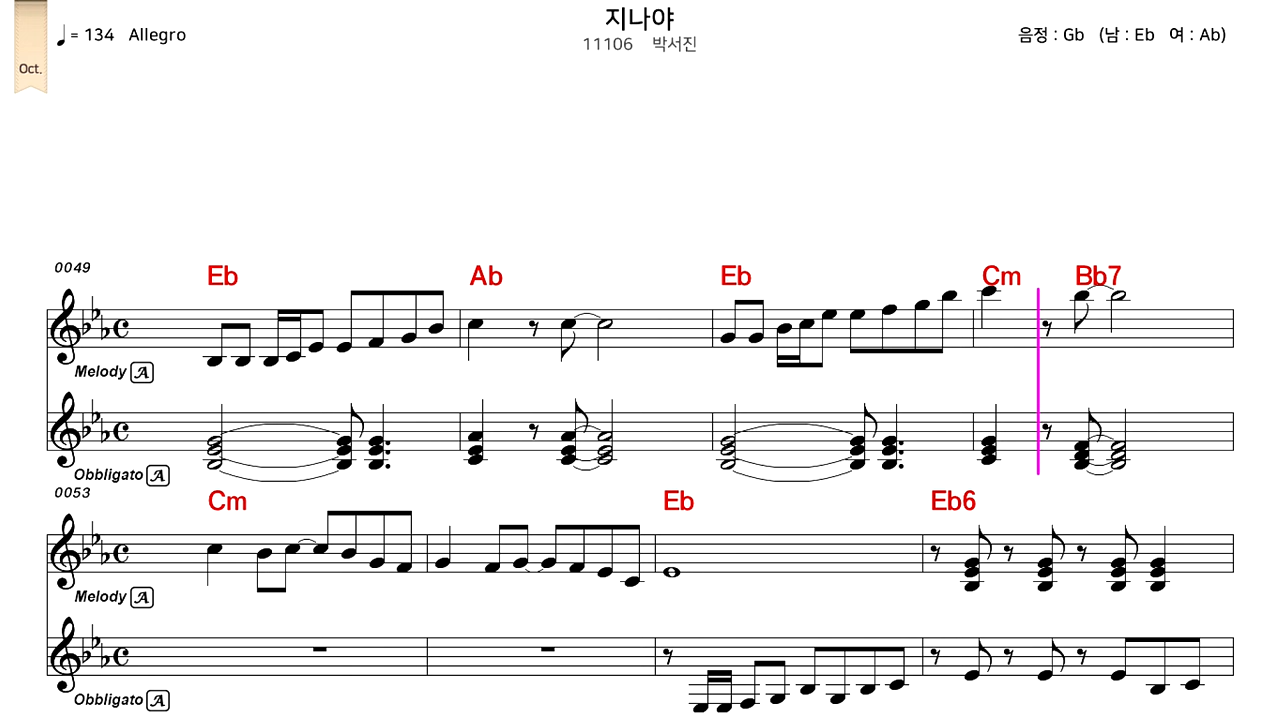 지나야
♩ = 134 Allegro
음정 : Gb (남 : Eb 여 : Ab)
11106 박서진
Oct.
0049
Eb Ab Eb Cm Bb7
Melody A
Obbligato A
0053
Cm Eb Eb6
Melody A
Obbligato A